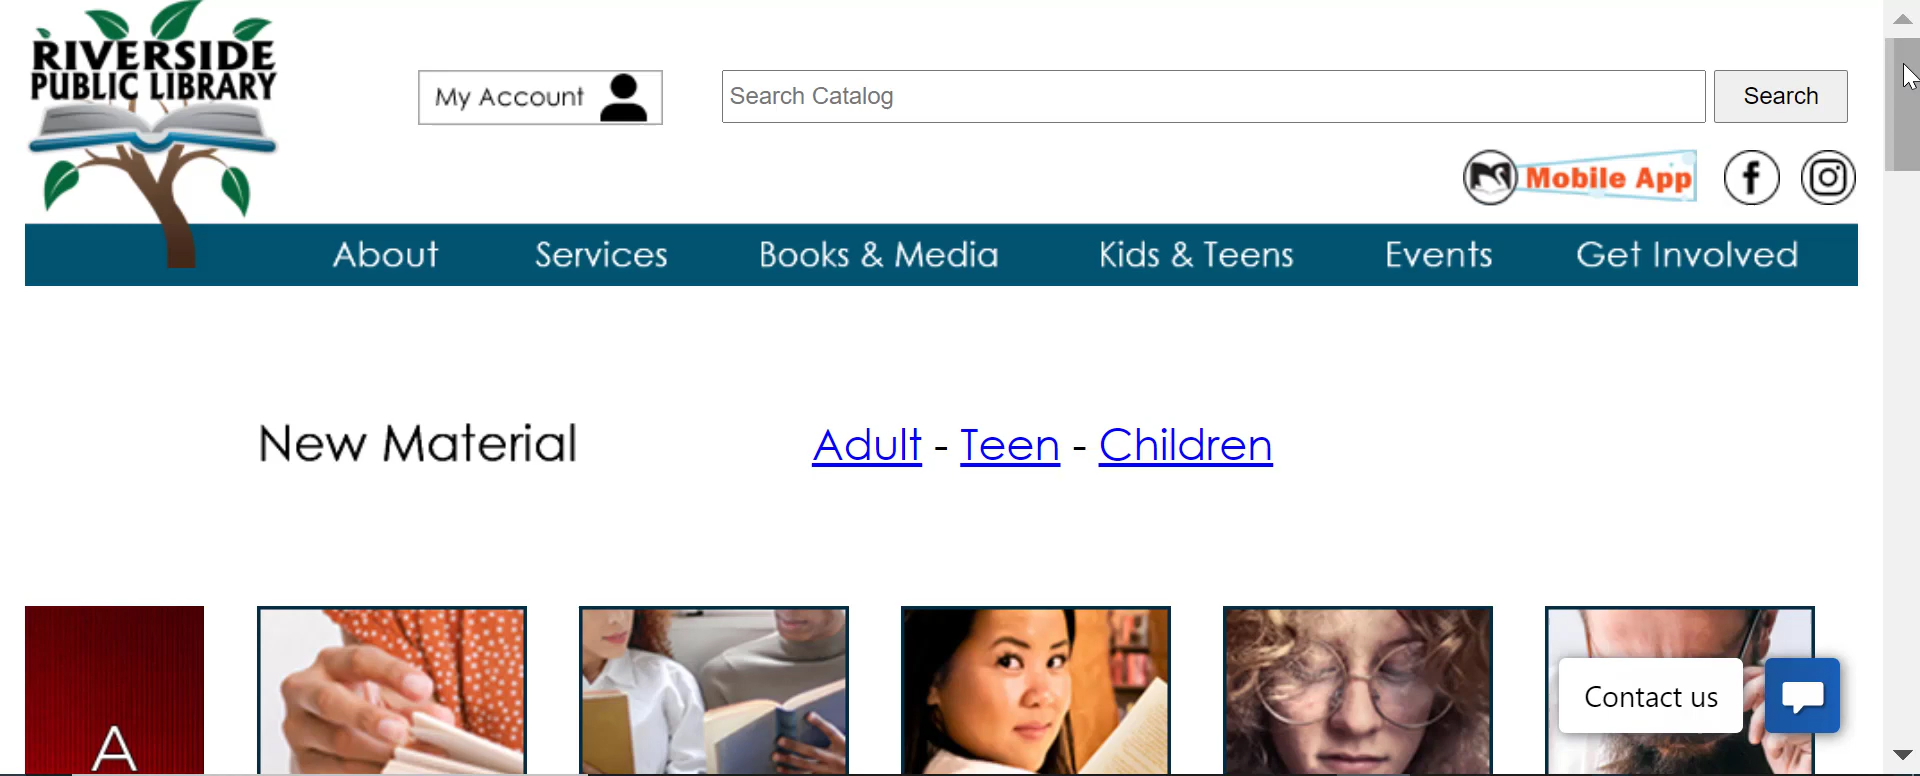 RIVERSIDE
PUBLIC LIBRARY
My Account
Search Catalog
Search
Mobile App
About
Services
Books & Media
Kids & Teens
Events
Get Involved
New Material
Adult - Teen - Children
A
Contact us